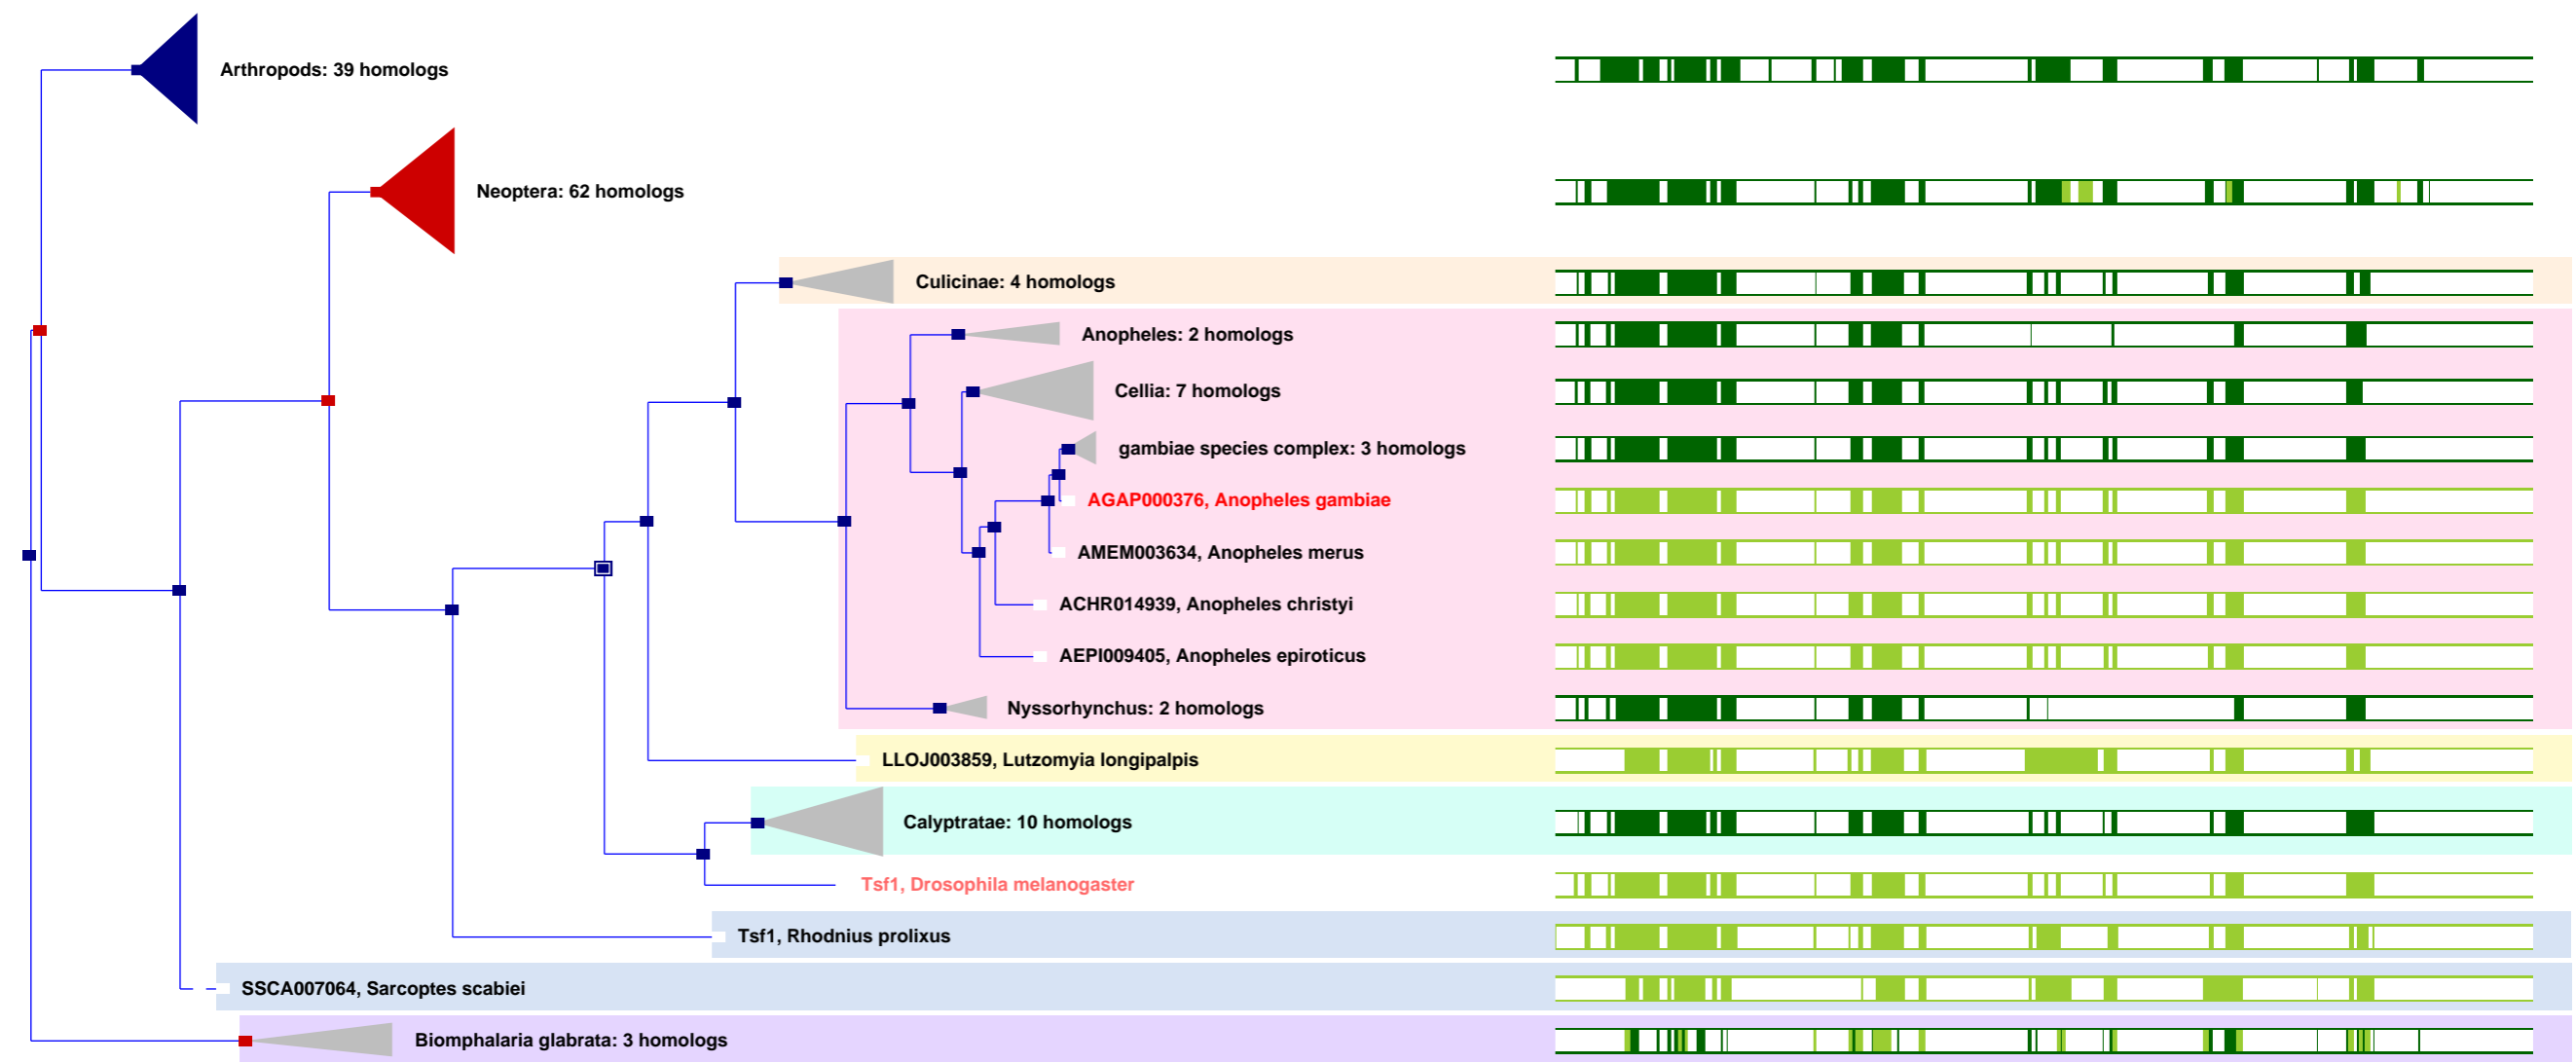 Arthropods: 39 homologs
Neoptera: 62 homologs
Culicinae: 4 homologs
Anopheles: 2 homologs
Cellia: 7 homologs
gambiae species complex: 3 homologs
AGAP000376, Anopheles gambiae
AMEM003634, Anopheles merus
ACHR014939, Anopheles christyi
AEPI009405, Anopheles epiroticus
Nyssorhynchus: 2 homologs
LLOJ003859, Lutzomyia longipalpis
Calyptratae: 10 homologs
Tsf1, Drosophila melanogaster
Tsf1, Rhodnius prolixus
SSCA007064, Sarcoptes scabiei
Biomphalaria glabrata: 3 homologs